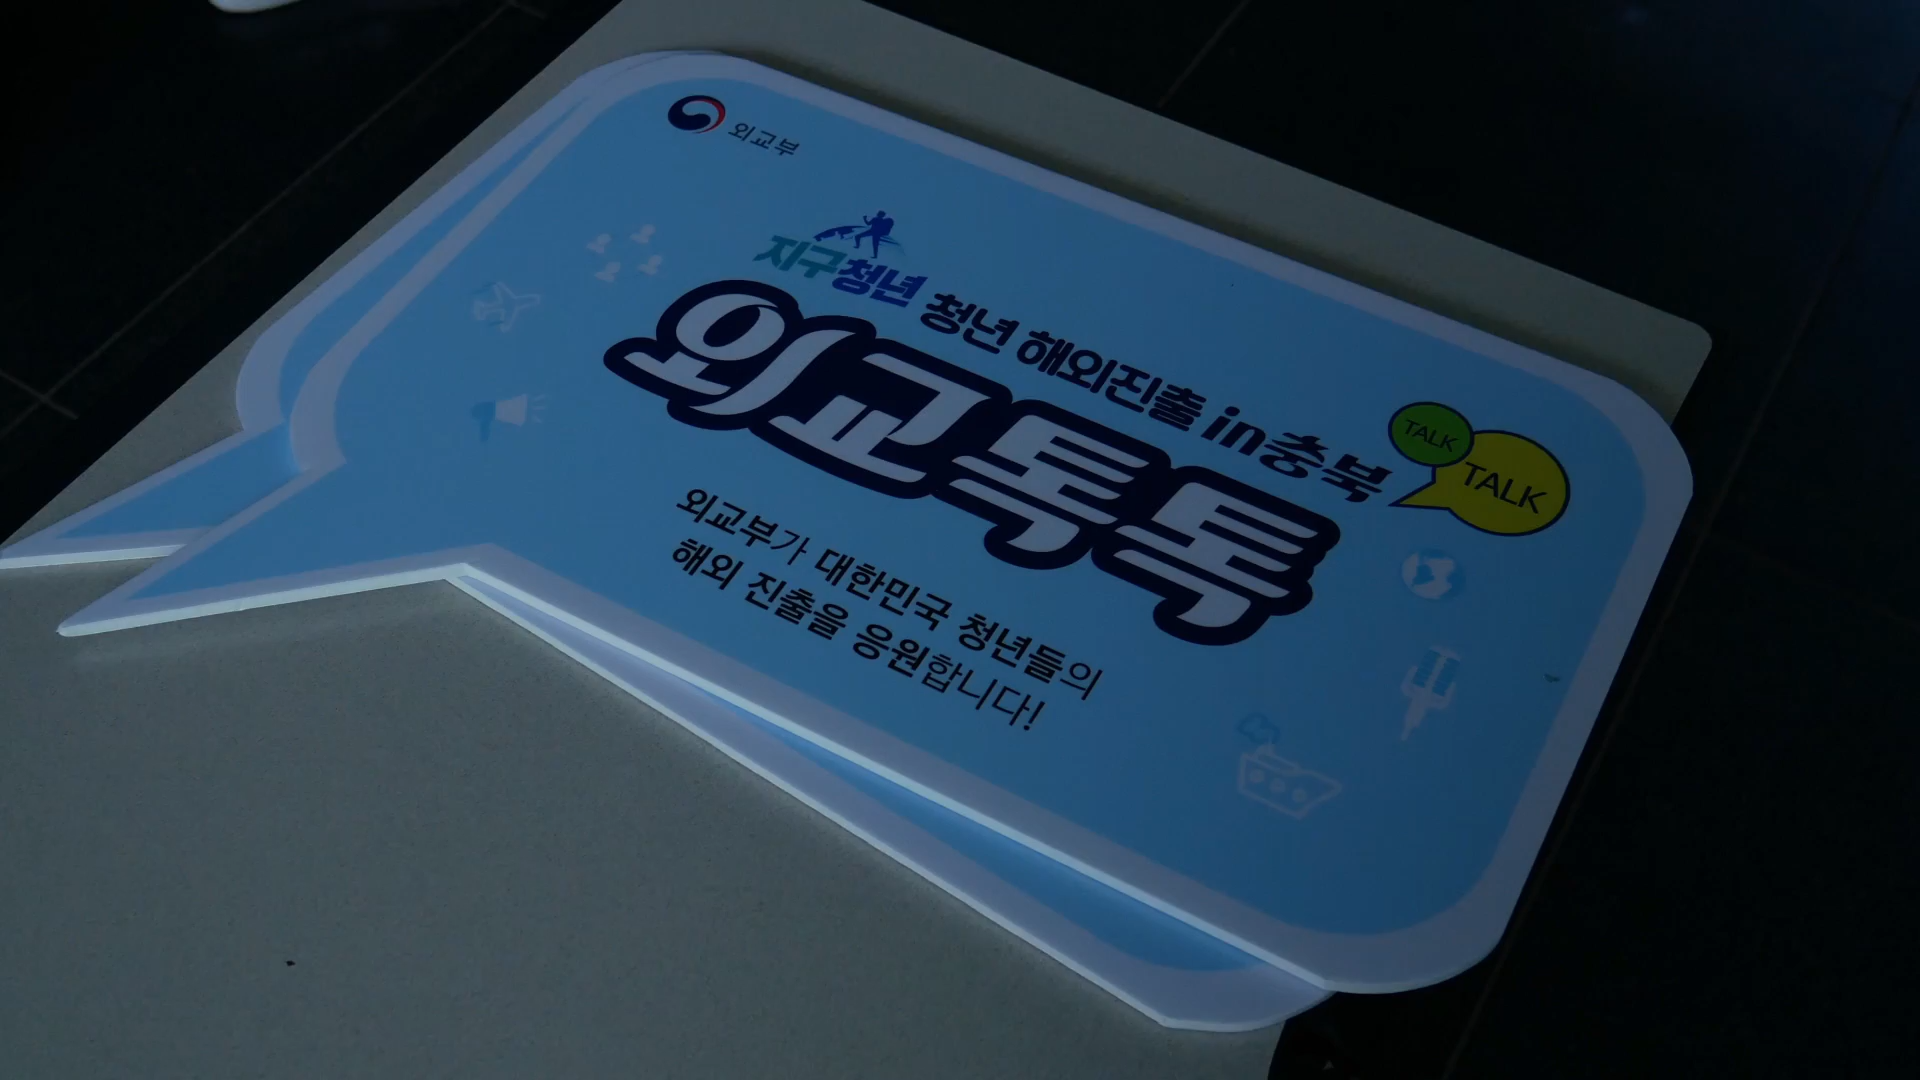 외교부
지구청년 청년 해외진출 in 충북
외교톡톡
TALK
TALK
외교부가 대한민국 청년들의
해외 진출을 응원합니다!